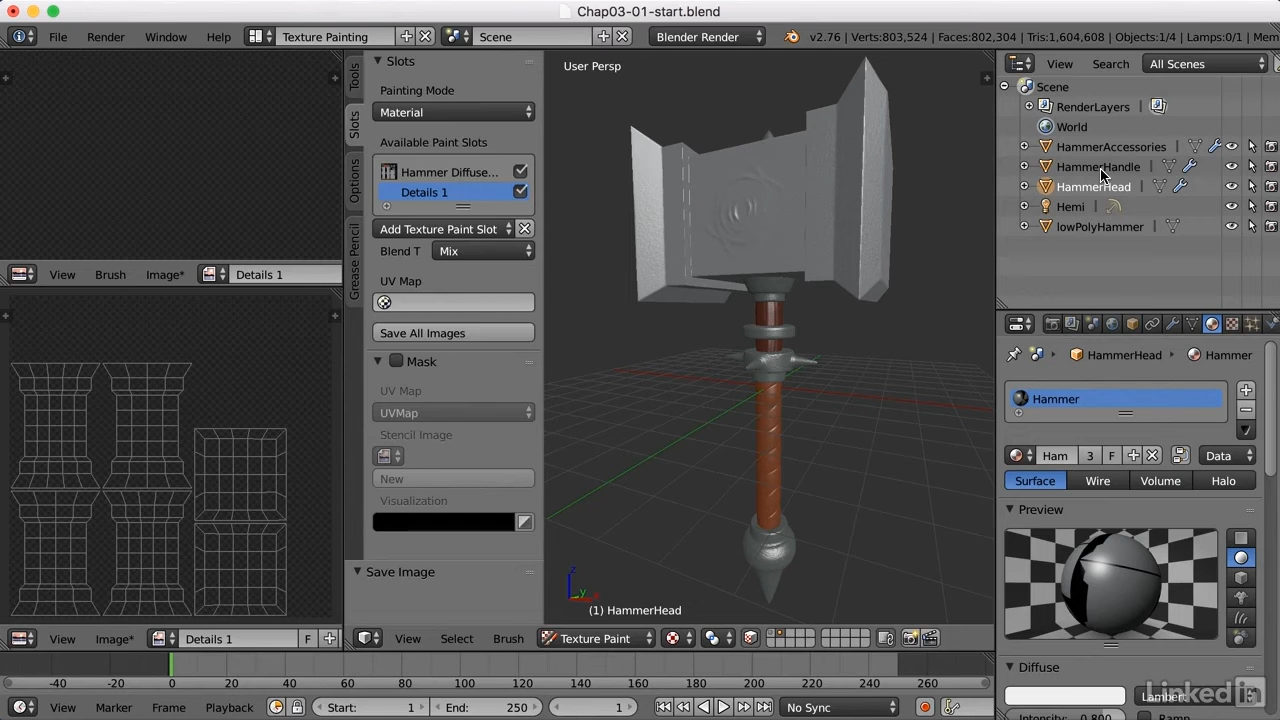 Chap03-01-start.blend
File Render Window Help Texture Painting Scene Blender Render v2.76 | Verts:803,524 | Faces:802,304 | Tris:1,604,608 | Objects:1/4 | Lamps:0/1 | Mem
Slots
Painting Mode
Material
Available Paint Slots
Hammer Diffuse...
Details 1
Add Texture Paint Slot
Blend T Mix
UV Map
Save All Images
Mask
UV Map
UVMap
Stencil Image
New
Visualization
Save Image
Tools
Slots
Options
Grease Pencil
View Brush Image* Details 1
View Image* Details 1 F
User Persp
z
y
x
(1) HammerHead
View Select Brush Texture Paint
View Search All Scenes
Scene
RenderLayers |
World
HammerAccessories |
HammerHandle |
HammerHead |
Hemi |
lowPolyHammer |
HammerHead Hammer
Hammer
Ham 3 F Data
Surface Wire Volume Halo
Preview
Diffuse
Lambert
Intensity: 0.800 Ramp
-40 -20 0 20 40 60 80 100 120 140 160 180 200 220 240 260
View Marker Frame Playback Start: 1 End: 250 1 No Sync
LinkedIn